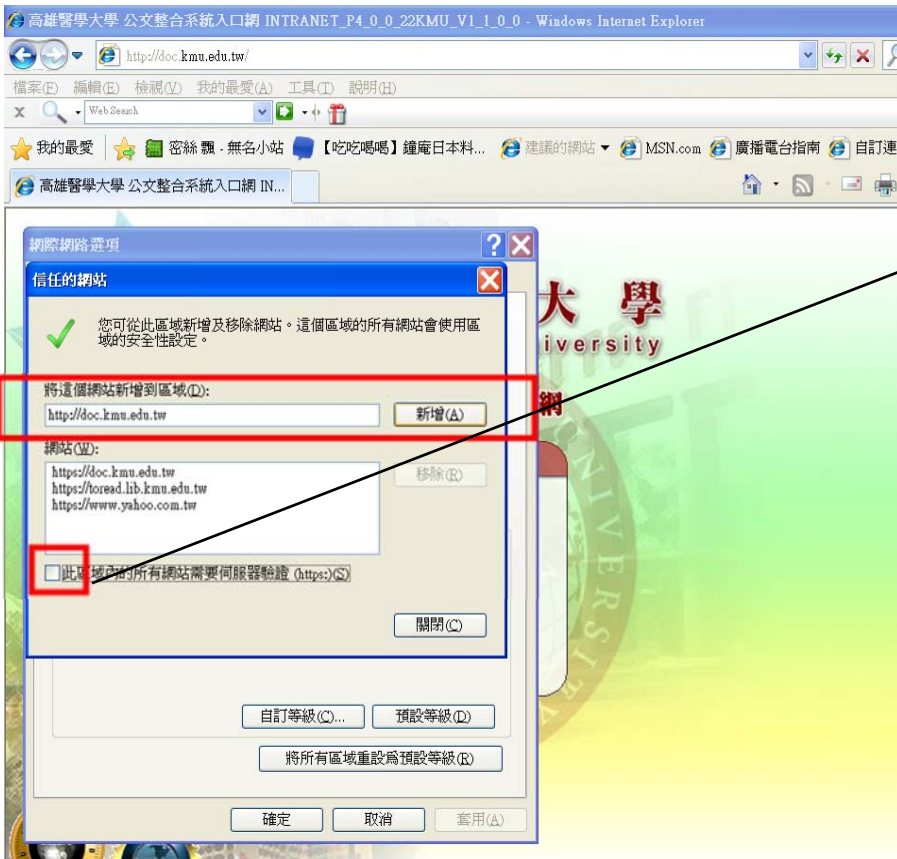 高雄醫學大學 公文整合系統入口網 INTRANET_P4_0_0_22KMU_V1_1_0_0 - Windows Internet Explorer
http://doc.kmu.edu.tw/
檔案(F) 編輯(E) 檢視(V) 我的最愛(A) 工具(T) 說明(H)
x Web Search
我的最愛 密絲 飄 - 無名小站 【吃吃喝喝】鐘庵日本料... 建議的網站 MSN.com 廣播電台指南 自訂連
高雄醫學大學 公文整合系統入口網 IN...
網際網路選項
信任的網站
大 學
iversity
網
您可從此區域新增及移除網站。這個區域的所有網站會使用區
域的安全性設定。
將這個網站新增到區域(D):
http://doc.kmu.edu.tw 新增(A)
網站(W):
https://doc.kmu.edu.tw
https://toread.lib.kmu.edu.tw
https://www.yahoo.com.tw
移除(R)
此區域內的所有網站需要伺服器驗證 (https:)(S)
關閉(C)
自訂等級(C)... 預設等級(D)
將所有區域重設為預設等級(R)
確定 取消 套用(A)
UNIVERSITY